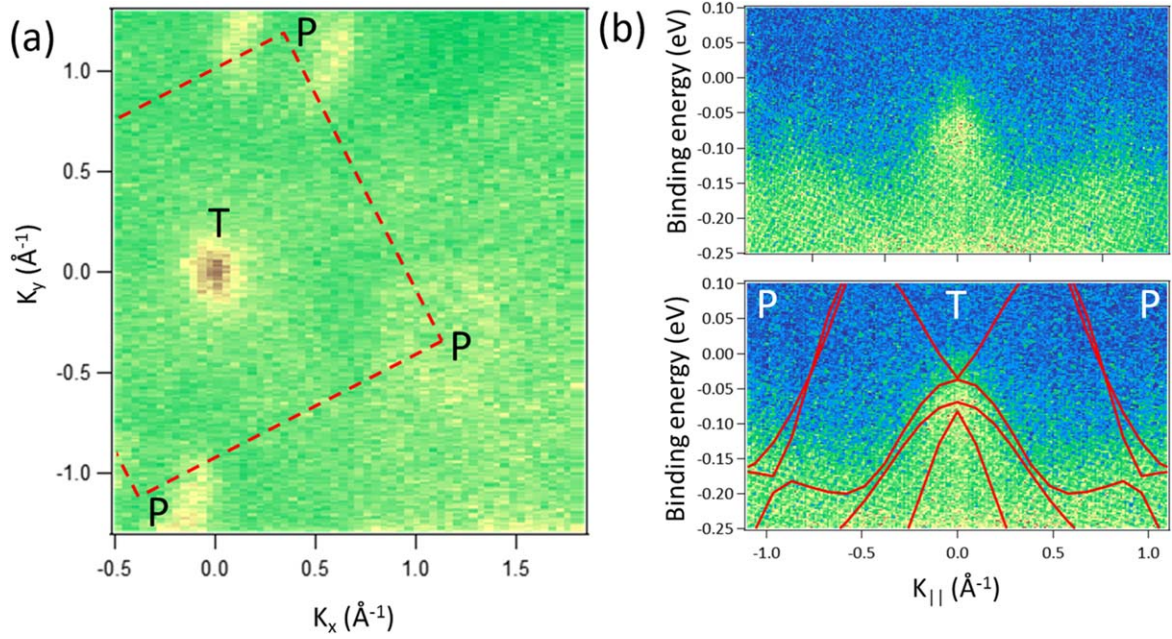 (a)
P
T
P
P
1.0
0.5
0.0
-0.5
-1.0
K_y (Å⁻¹)
-0.5 0.0 0.5 1.0 1.5
K_x (Å⁻¹)
(b)
0.10
0.05
0.00
-0.05
-0.10
-0.15
-0.20
-0.25
Binding energy (eV)
P T P
0.10
0.05
0.00
-0.05
-0.10
-0.15
-0.20
-0.25
Binding energy (eV)
-1.0 -0.5 0.0 0.5 1.0
K_|| (Å⁻¹)